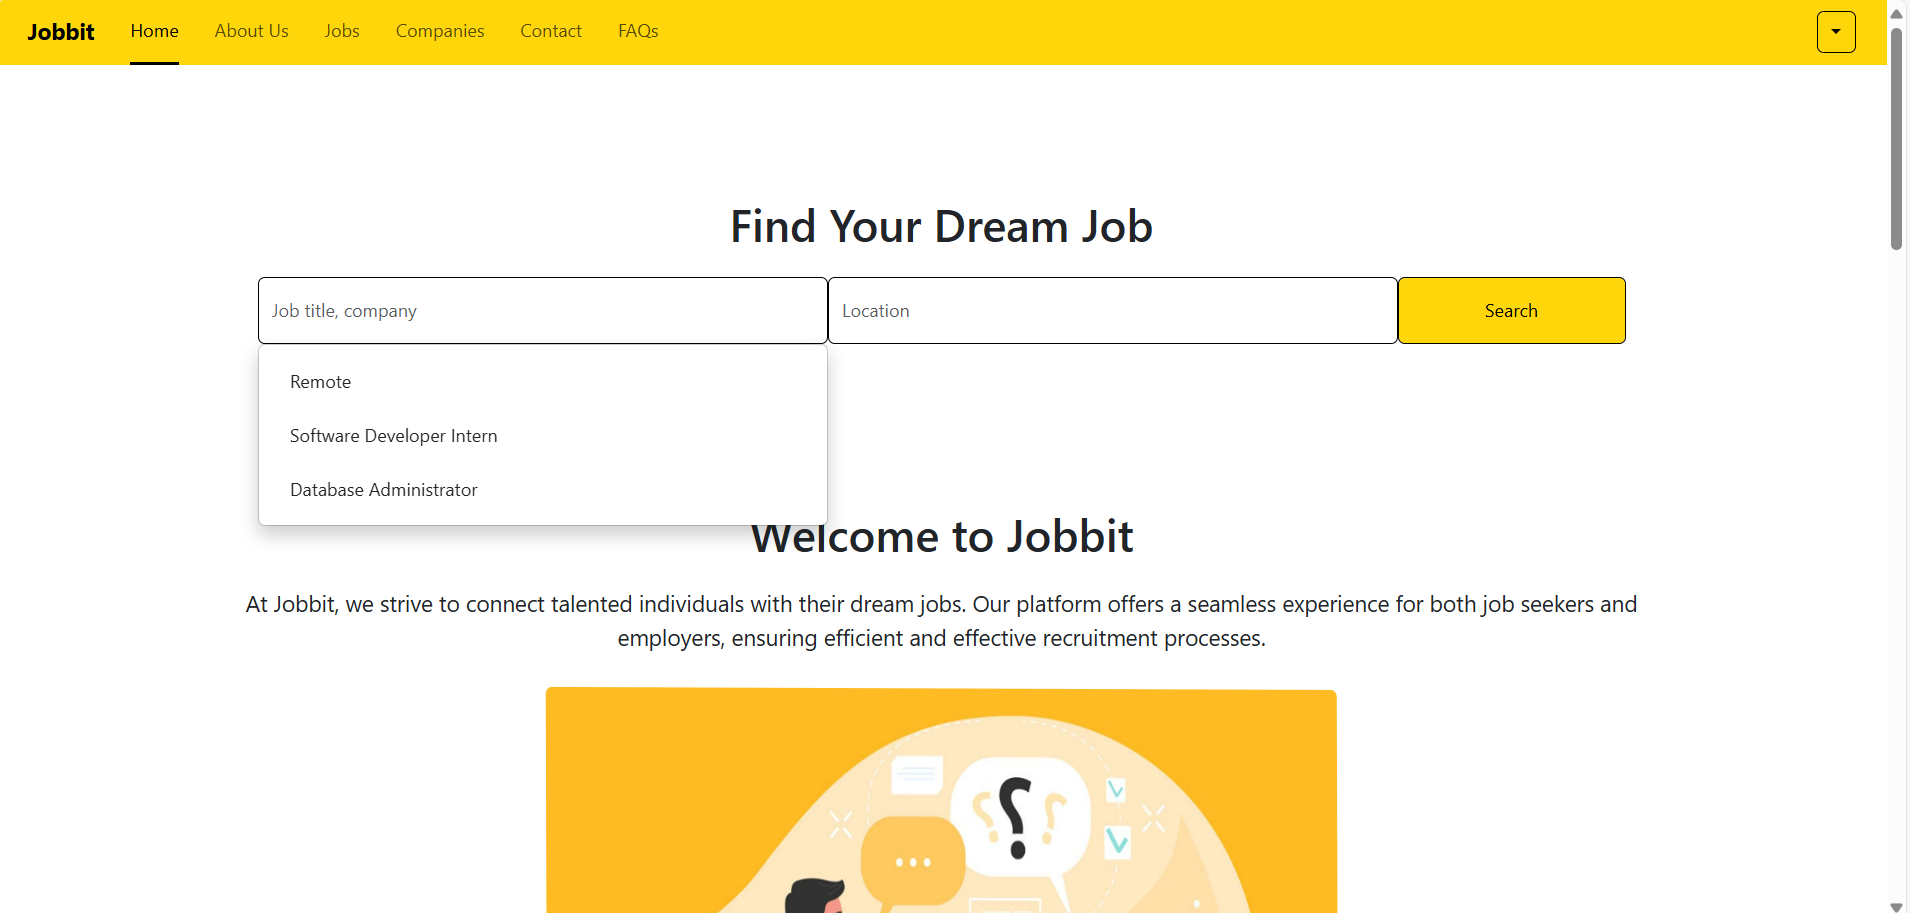 Jobbit Home About Us Jobs Companies Contact FAQs
Find Your Dream Job
Job title, company Location Search
Remote
Software Developer Intern
Database Administrator
Welcome to Jobbit
At Jobbit, we strive to connect talented individuals with their dream jobs. Our platform offers a seamless experience for both job seekers and
employers, ensuring efficient and effective recruitment processes.
???